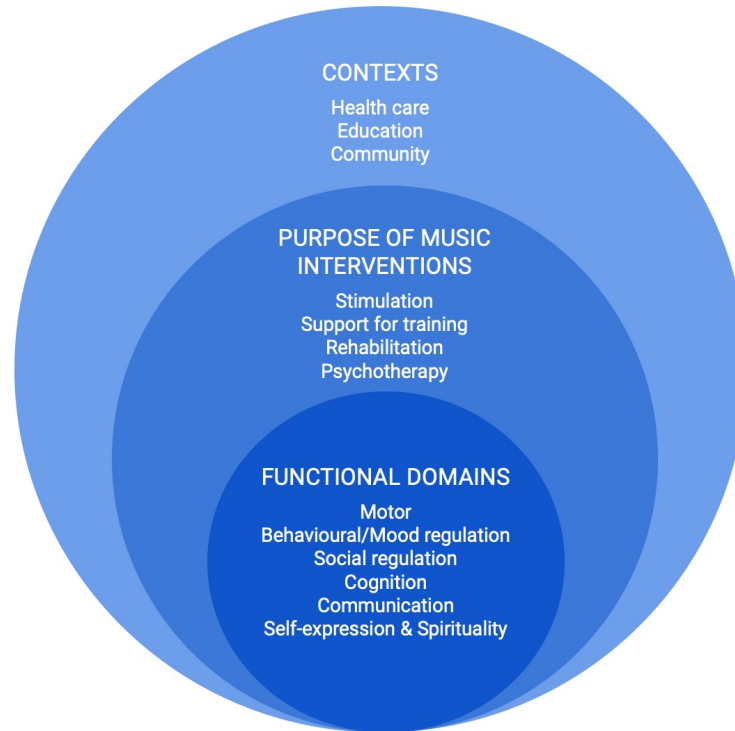 CONTEXTS
Health care
Education
Community
PURPOSE OF MUSIC
INTERVENTIONS
Stimulation
Support for training
Rehabilitation
Psychotherapy
FUNCTIONAL DOMAINS
Motor
Behavioural/Mood regulation
Social regulation
Cognition
Communication
Self-expression & Spirituality